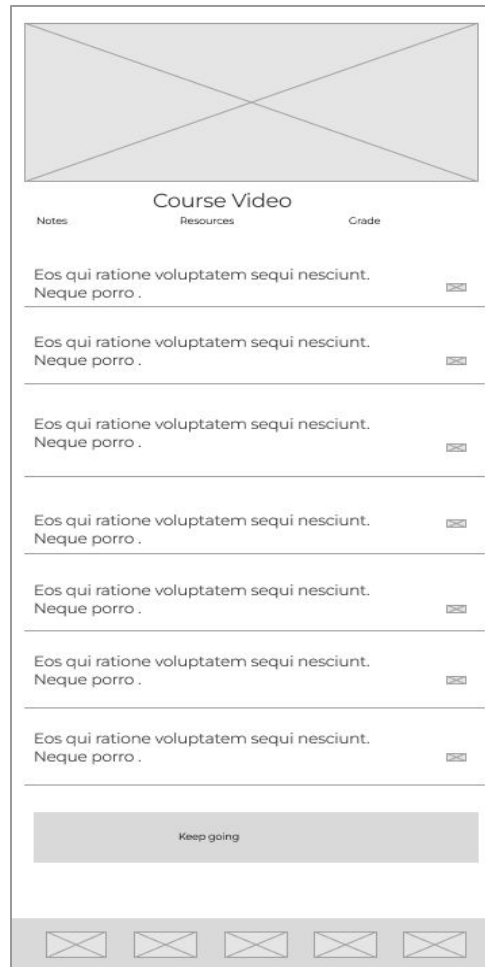 Course Video
Notes Resources Grade
Eos qui ratione voluptatem sequi nesciunt.
Neque porro .
Eos qui ratione voluptatem sequi nesciunt.
Neque porro .
Eos qui ratione voluptatem sequi nesciunt.
Neque porro .
Eos qui ratione voluptatem sequi nesciunt.
Neque porro .
Eos qui ratione voluptatem sequi nesciunt.
Neque porro .
Eos qui ratione voluptatem sequi nesciunt.
Neque porro .
Eos qui ratione voluptatem sequi nesciunt.
Neque porro .
Keep going